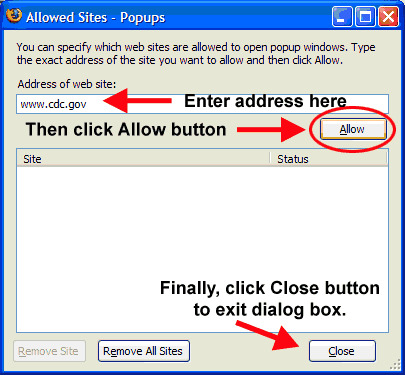 Allowed Sites - Popups
You can specify which web sites are allowed to open popup windows. Type
the exact address of the site you want to allow and then click Allow.
Address of web site:
www.cdc.gov
Enter address here
Then click Allow button
Allow
Site Status
Finally, click Close button
to exit dialog box.
Remove Site Remove All Sites Close